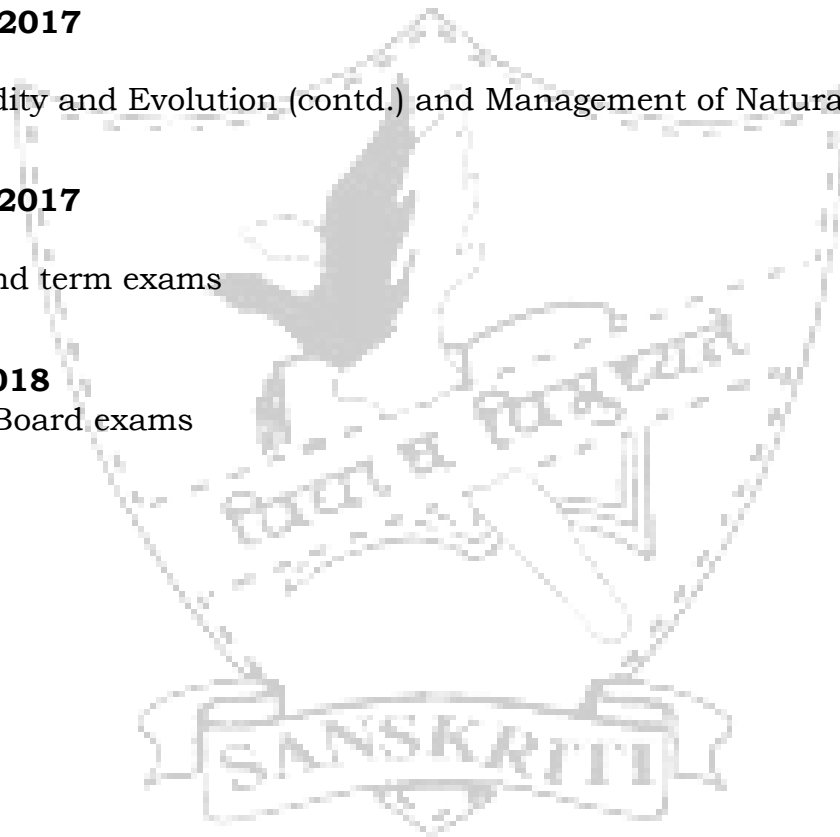 2017
dity and Evolution (contd.) and Management of Natura
2017
nd term exams
018
Board exams
विद्या
SANSKRITI